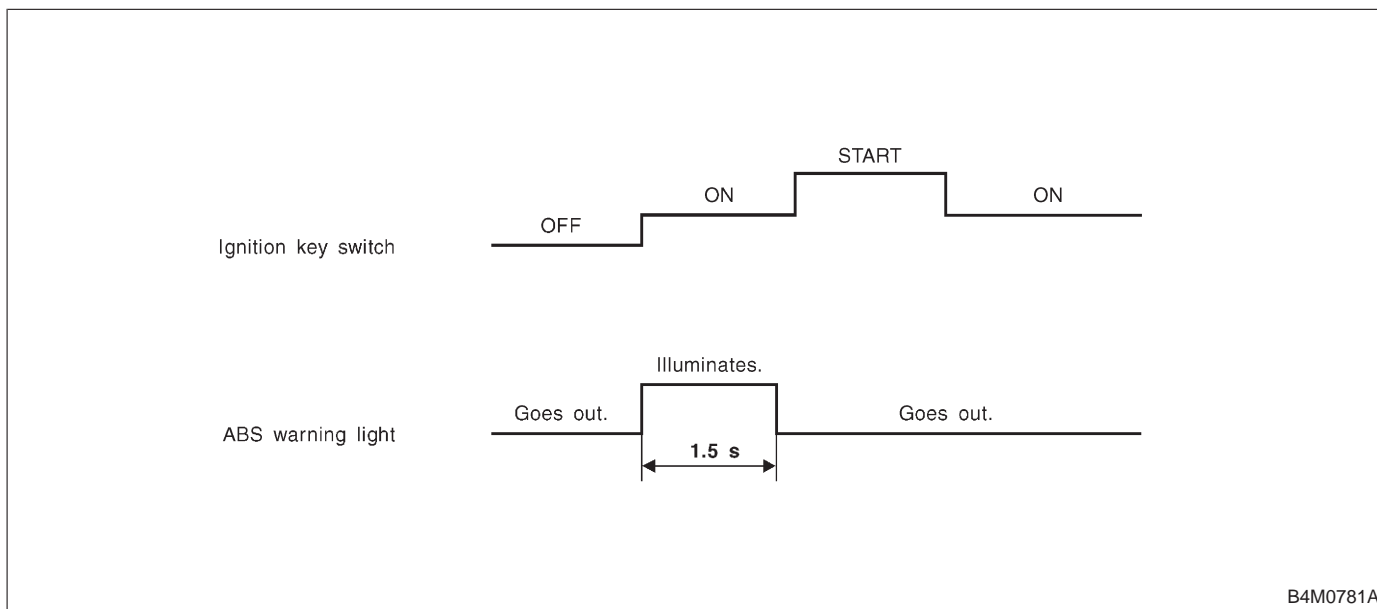 START
ON
ON
OFF
Ignition key switch
Illuminates.
Goes out.
Goes out.
ABS warning light
1.5 s
B4M0781A